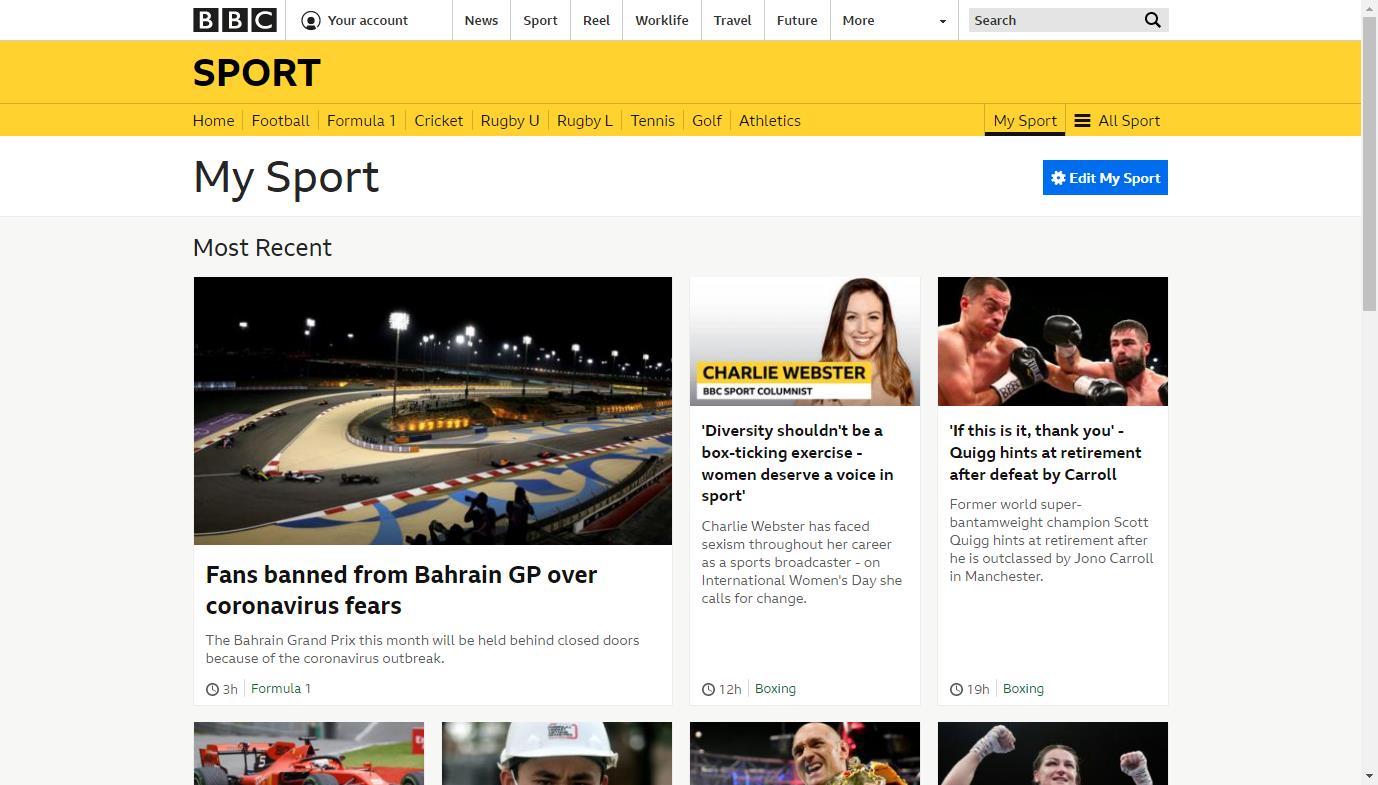 BBC
Your account
News
Sport
Reel
Worklife
Travel
Future
More
Search
SPORT
Home
Football
Formula 1
Cricket
Rugby U
Rugby L
Tennis
Golf
Athletics
My Sport
All Sport
My Sport
Edit My Sport
Most Recent
Fans banned from Bahrain GP over
coronavirus fears
The Bahrain Grand Prix this month will be held behind closed doors
because of the coronavirus outbreak.
3h
Formula 1
CHARLIE WEBSTER
BBC SPORT COLUMNIST
'Diversity shouldn't be a
box-ticking exercise -
women deserve a voice in
sport'
Charlie Webster has faced
sexism throughout her career
as a sports broadcaster - on
International Women's Day she
calls for change.
12h
Boxing
'If this is it, thank you' -
Quigg hints at retirement
after defeat by Carroll
Former world super-
bantamweight champion Scott
Quigg hints at retirement after
he is outclassed by Jono Carroll
in Manchester.
19h
Boxing